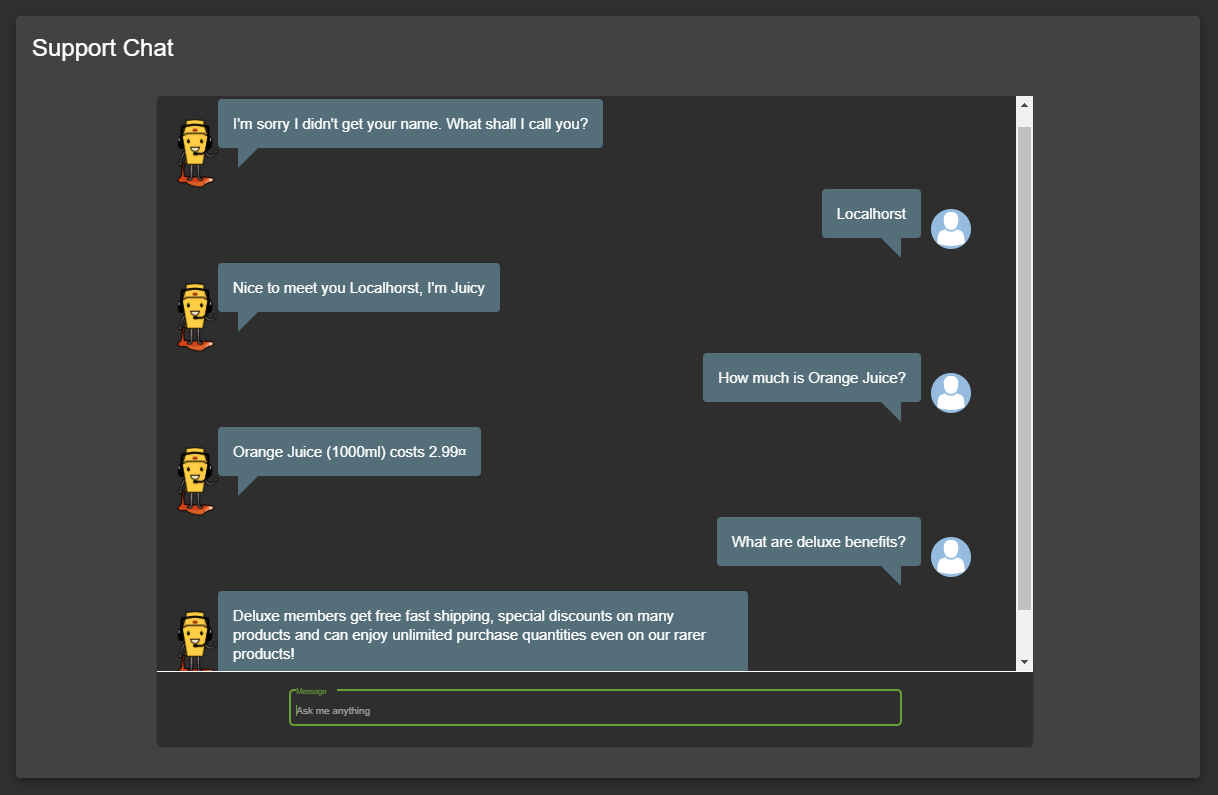 Support Chat
I'm sorry I didn't get your name. What shall I call you?
Localhorst
Nice to meet you Localhorst, I'm Juicy
How much is Orange Juice?
Orange Juice (1000ml) costs 2.99¤
What are deluxe benefits?
Deluxe members get free fast shipping, special discounts on many
products and can enjoy unlimited purchase quantities even on our rarer
products!
Message
Ask me anything